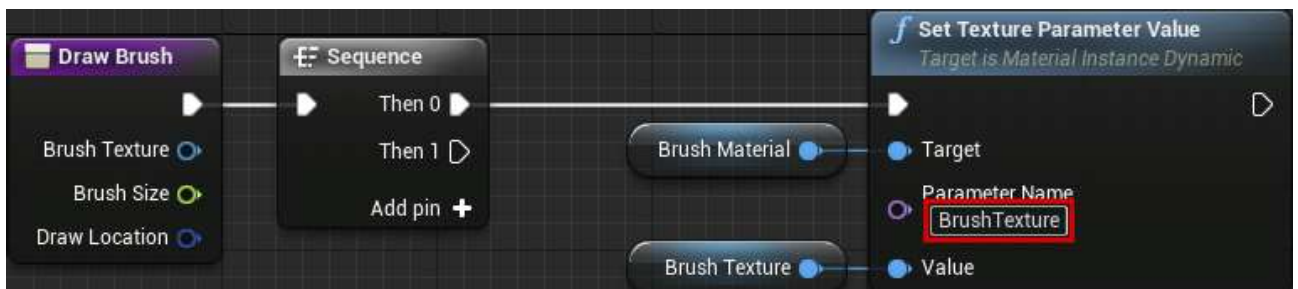 Draw Brush
Brush Texture
Brush Size
Draw Location
Sequence
Then 0
Then 1
Add pin
Brush Material
Brush Texture
Set Texture Parameter Value
Target is Material Instance Dynamic
Target
Parameter Name
BrushTexture
Value